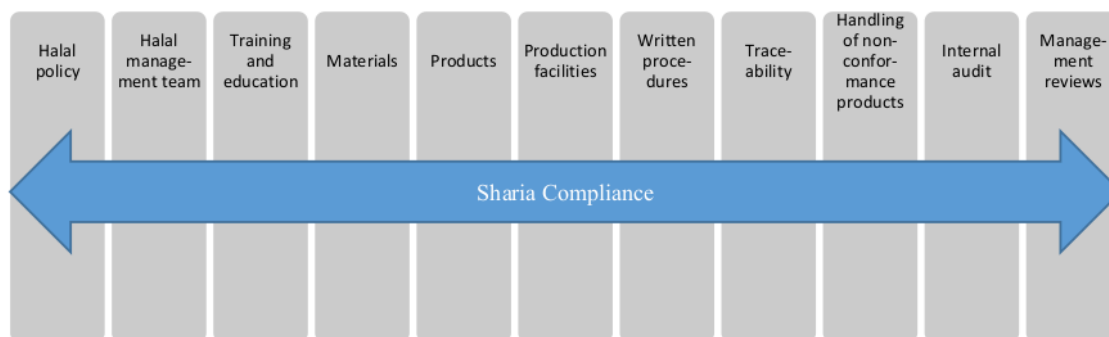 Halal
policy
Halal
manage-
ment team
Training
and
education
Materials
Products
Production
facilities
Written
proce-
dures
Trace-
ability
Handling
of non-
confor-
mance
products
Internal
audit
Manage-
ment
reviews
Sharia Compliance